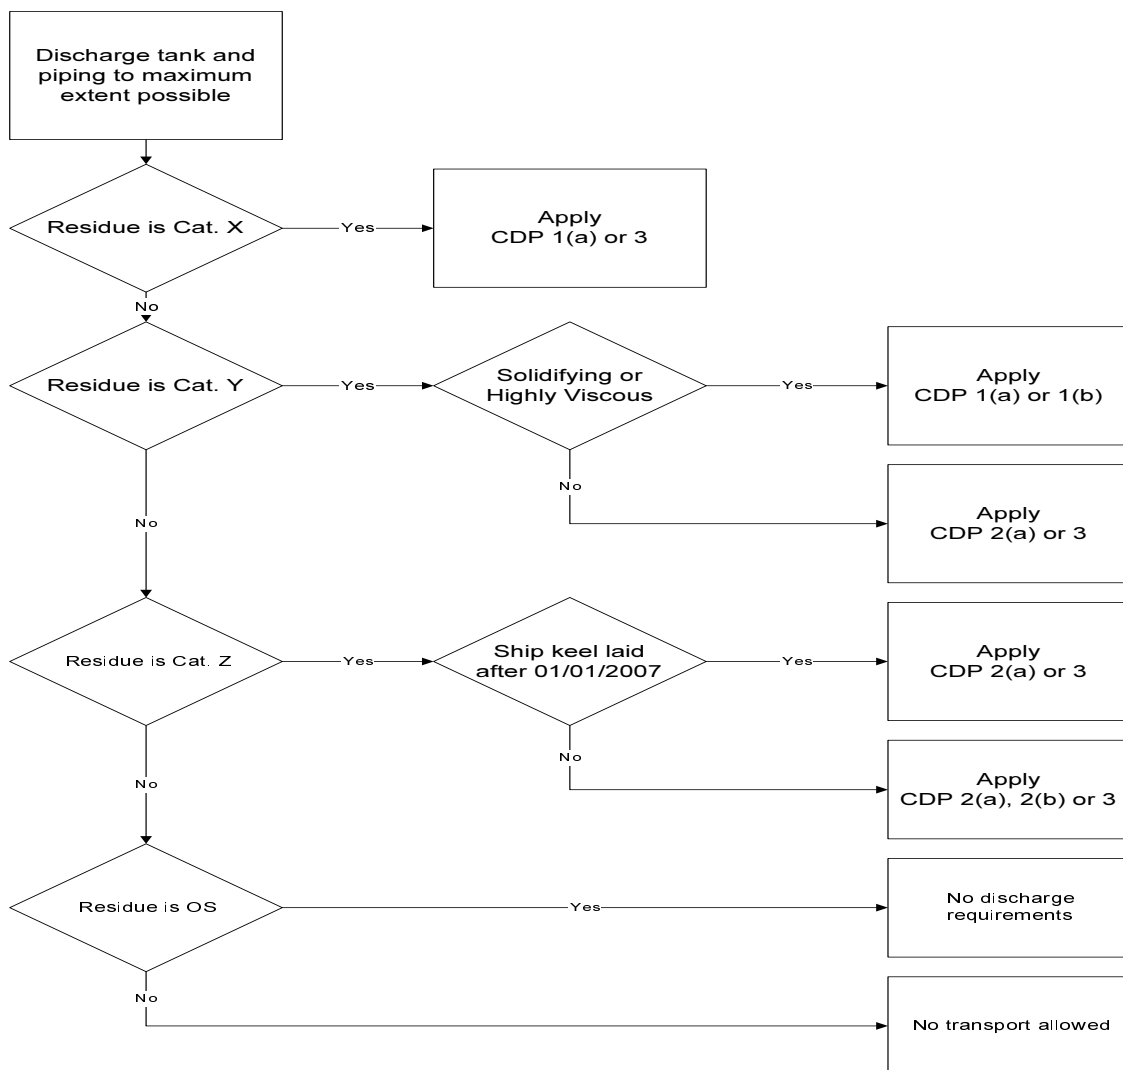 Discharge tank and
piping to maximum
extent possible
Residue is Cat. X
Yes
Apply
CDP 1(a) or 3
No
Residue is Cat. Y
Yes
Solidifying or
Highly Viscous
Yes
Apply
CDP 1(a) or 1(b)
No
Apply
CDP 2(a) or 3
No
Residue is Cat. Z
Yes
Ship keel laid
after 01/01/2007
Yes
Apply
CDP 2(a) or 3
No
Apply
CDP 2(a), 2(b) or 3
No
Residue is OS
Yes
No discharge
requirements
No
No transport allowed